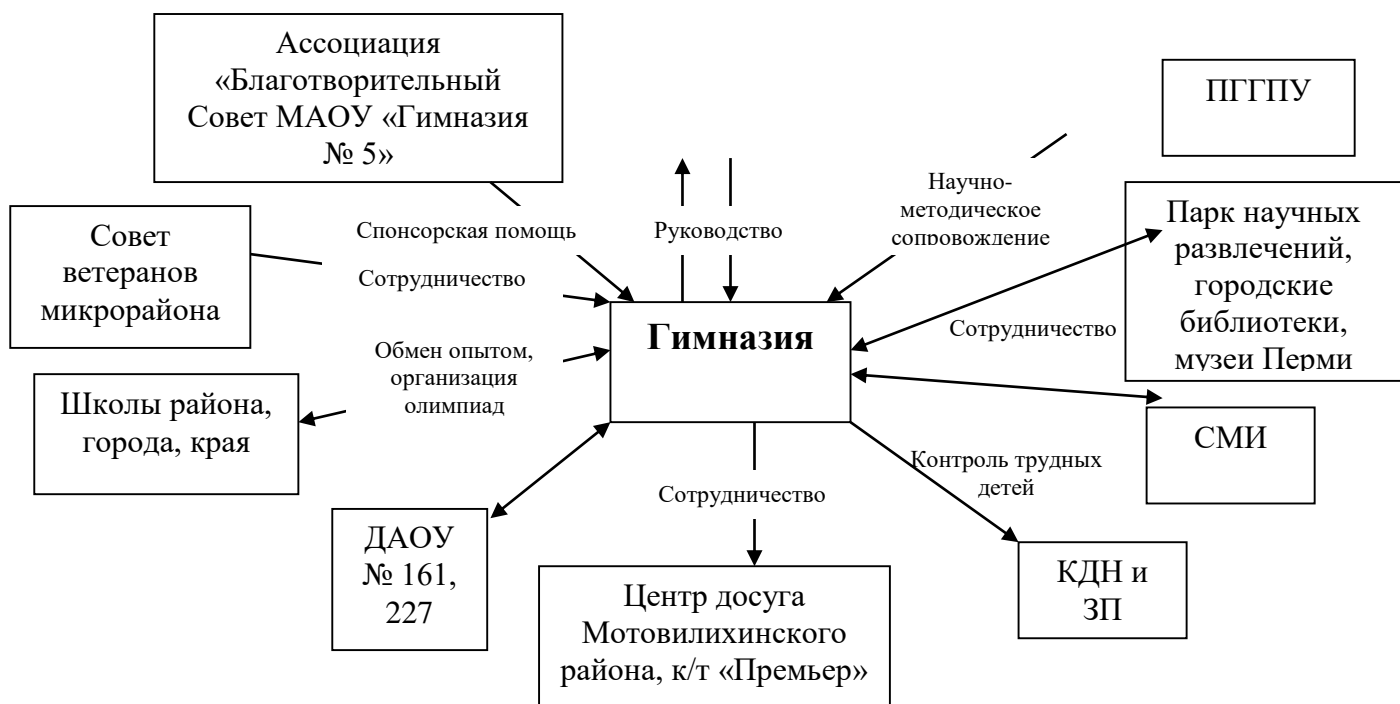 Ассоциация
«Благотворительный
Совет МАОУ «Гимназия
№ 5»
ПГГПУ
Научно-
методическое
сопровождение
Совет
ветеранов
микрорайона
Спонсорская помощь
Руководство
Парк научных
развлечений,
городские
библиотеки,
музеи Перми
Сотрудничество
Гимназия
Сотрудничество
Обмен опытом,
организация
олимпиад
Школы района,
города, края
СМИ
Контроль трудных
детей
Сотрудничество
ДАОУ
№ 161,
227
КДН и
ЗП
Центр досуга
Мотовилихинского
района, к/т «Премьер»